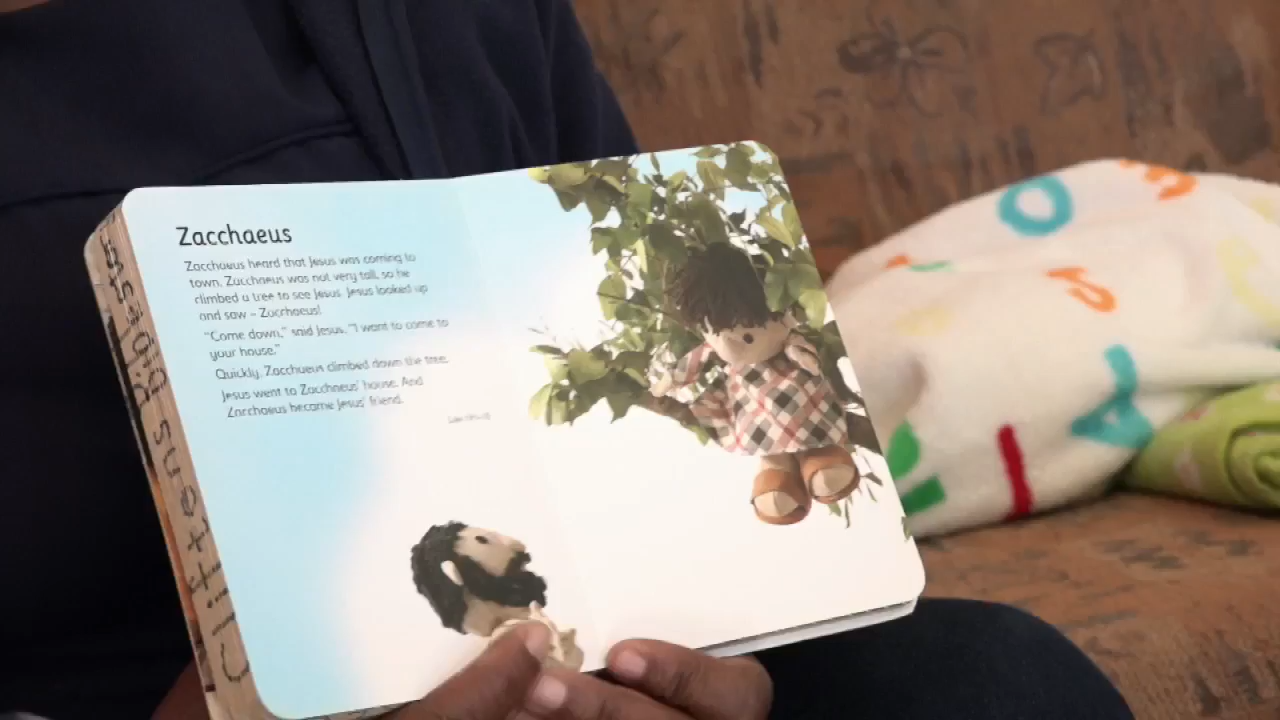 Zacchaeus
Zacchaeus heard that Jesus was coming to
town. Zacchaeus was not very tall, so he
climbed a tree to see Jesus. Jesus looked up
and saw – Zacchaeus!
"Come down," said Jesus. "I want to come to
your house."
Quickly, Zacchaeus climbed down the tree.
Jesus went to Zacchaeus' house. And
Zacchaeus became Jesus' friend.